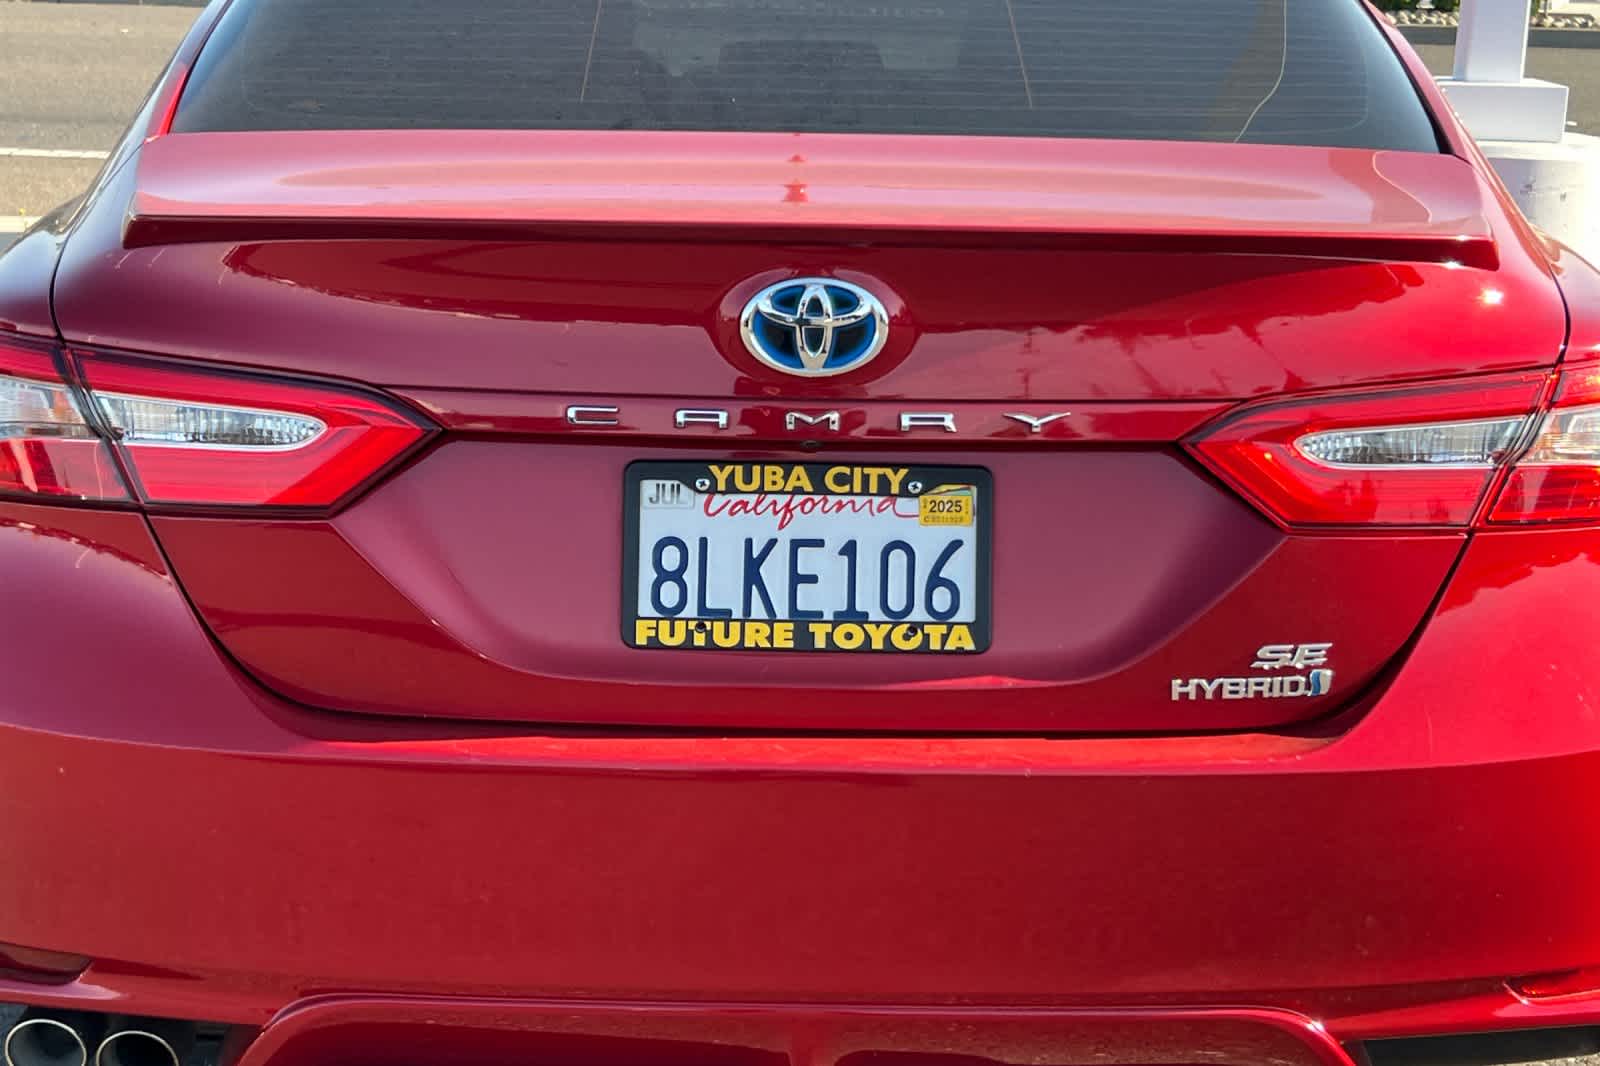 CAMRY
YUBA CITY
JUL California 2025
8LKE106
FUTURE TOYOTA
SE
HYBRID